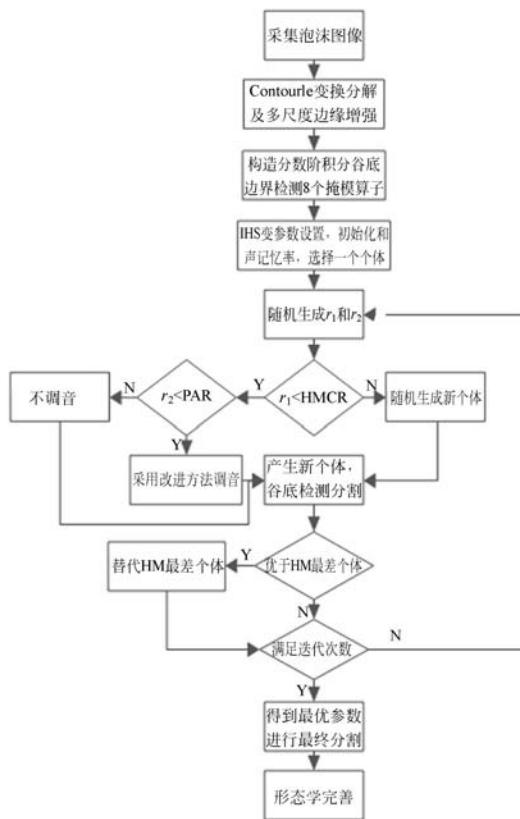 采集泡沫图像
Contourle变换分解
及多尺度边缘增强
构造分数阶积分谷底
边界检测8个掩模算子
IHS变参数设置，初始化和
声记忆率，选择一个个体
随机生成r₁和r₂
不调音
N
r₂<PAR
Y
r₁<HMCR
N
随机生成新个体
Y
采用改进方法调音
产生新个体，
谷底检测分割
替代HM最差个体
Y
优于HM最差个体
N
满足迭代次数
N
Y
得到最优参数
进行最终分割
形态学完善